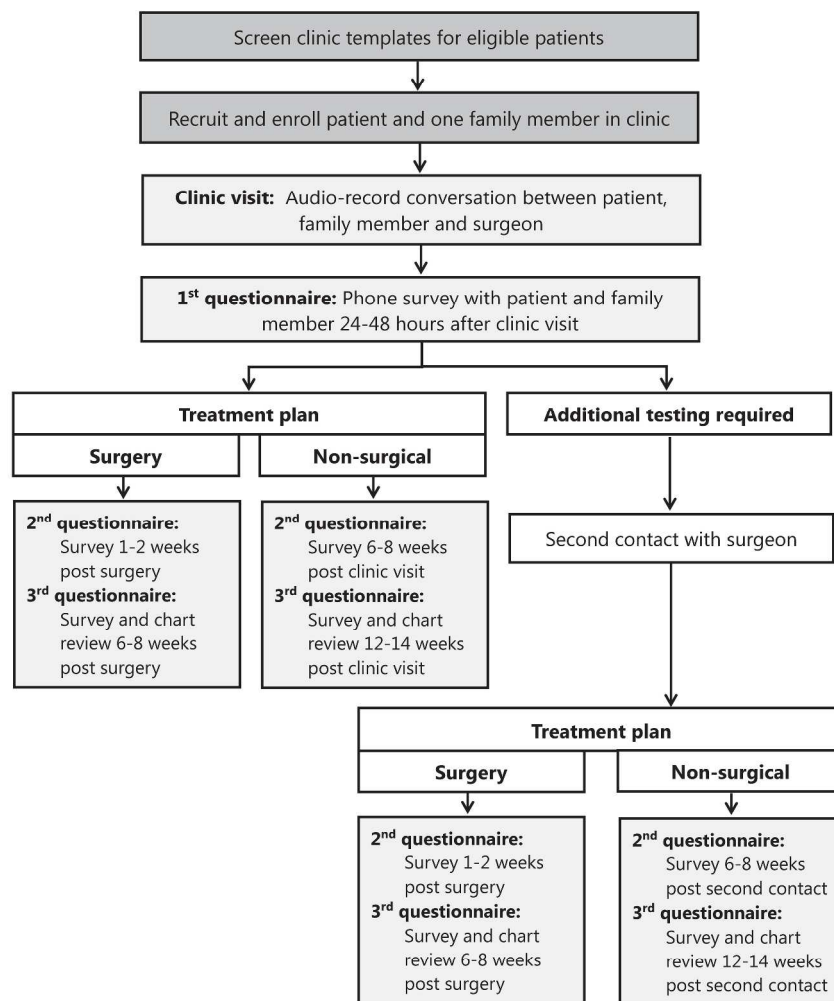 Screen clinic templates for eligible patients
Recruit and enroll patient and one family member in clinic
Clinic visit: Audio-record conversation between patient,
family member and surgeon
1st questionnaire: Phone survey with patient and family
member 24-48 hours after clinic visit
Treatment plan
Surgery
Non-surgical
2nd questionnaire:
Survey 1-2 weeks
post surgery
3rd questionnaire:
Survey and chart
review 6-8 weeks
post surgery
2nd questionnaire:
Survey 6-8 weeks
post clinic visit
3rd questionnaire:
Survey and chart
review 12-14 weeks
post clinic visit
Additional testing required
Second contact with surgeon
Treatment plan
Surgery
Non-surgical
2nd questionnaire:
Survey 1-2 weeks
post surgery
3rd questionnaire:
Survey and chart
review 6-8 weeks
post surgery
2nd questionnaire:
Survey 6-8 weeks
post second contact
3rd questionnaire:
Survey and chart
review 12-14 weeks
post second contact